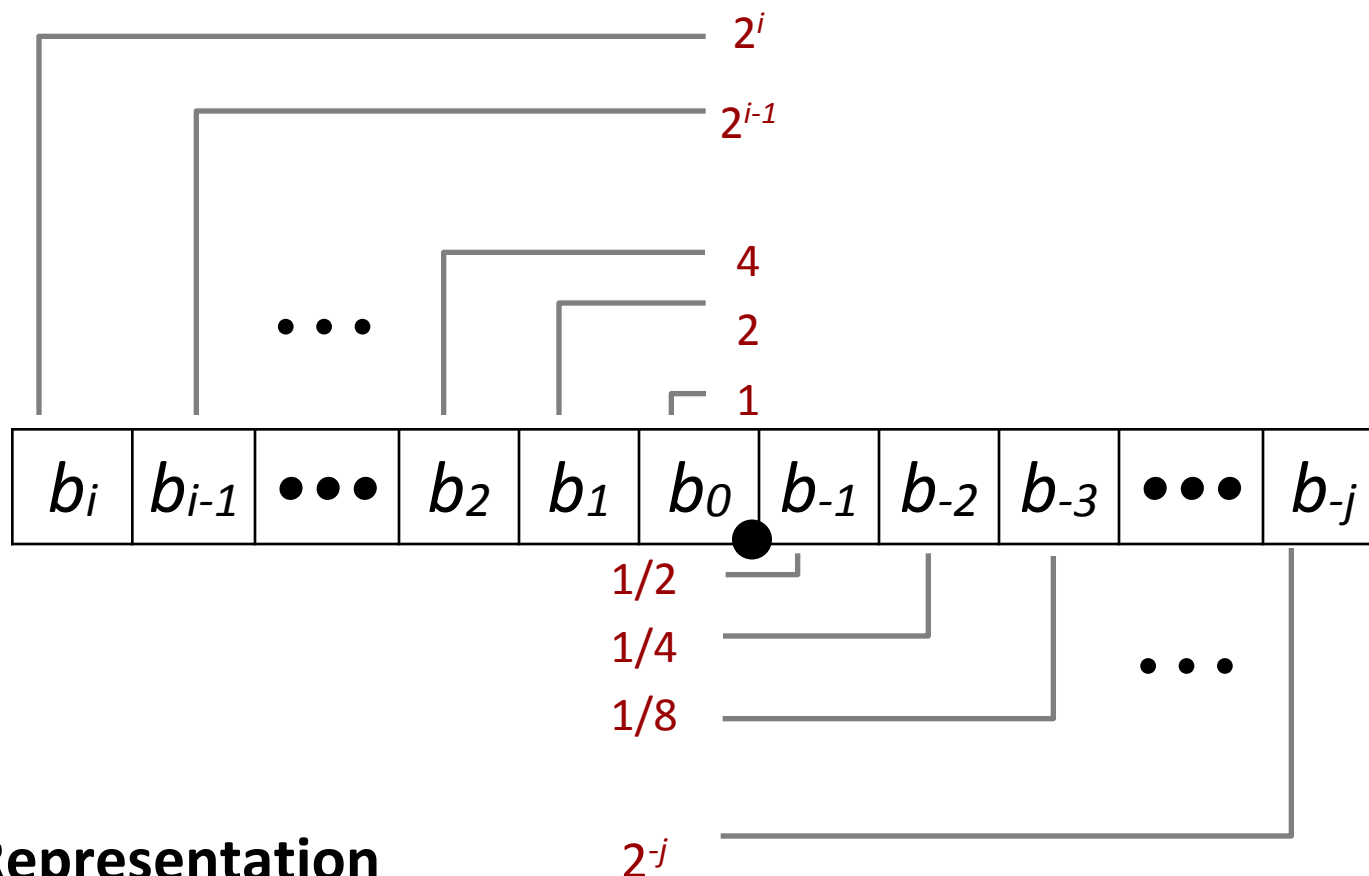 2^i
2^{i-1}
4
2
• • •
1
b_i b_{i-1} ••• b_2 b_1 b_0 . b_{-1} b_{-2} b_{-3} ••• b_{-j}
1/2
1/4
• • •
1/8
2^{-j}
Representation